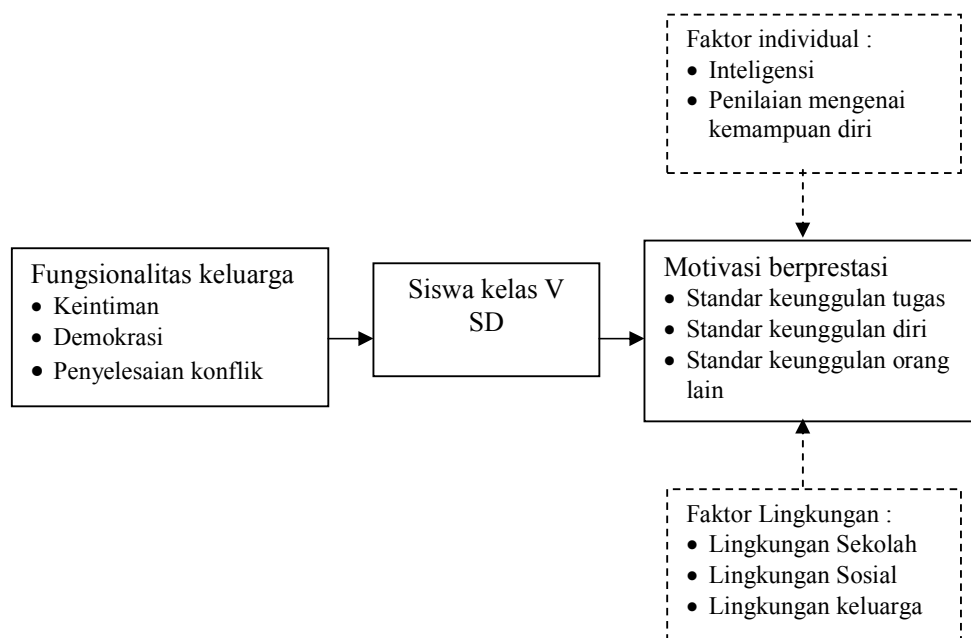 Faktor individual :
• Inteligensi
• Penilaian mengenai
kemampuan diri
Fungsionalitas keluarga
• Keintiman
• Demokrasi
• Penyelesaian konflik
Siswa kelas V
SD
Motivasi berprestasi
• Standar keunggulan tugas
• Standar keunggulan diri
• Standar keunggulan orang
lain
Faktor Lingkungan :
• Lingkungan Sekolah
• Lingkungan Sosial
• Lingkungan keluarga